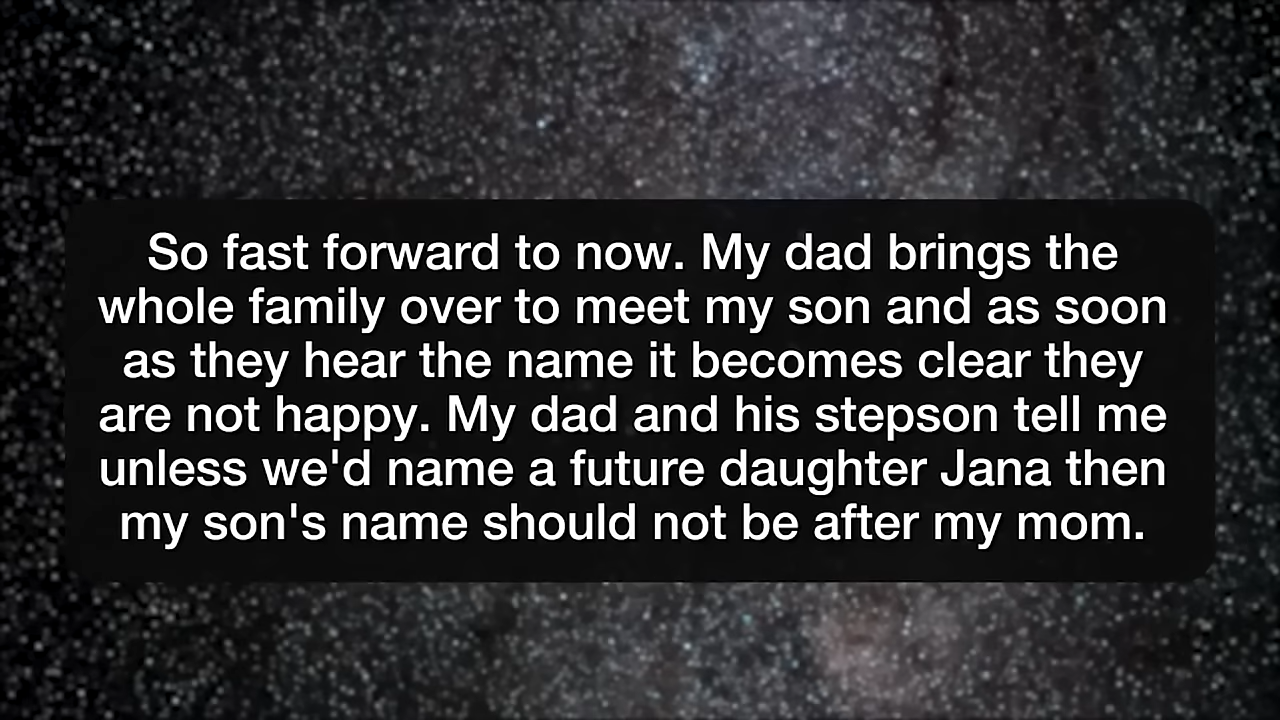 So fast forward to now. My dad brings the
whole family over to meet my son and as soon
as they hear the name it becomes clear they
are not happy. My dad and his stepson tell me
unless we'd name a future daughter Jana then
my son's name should not be after my mom.